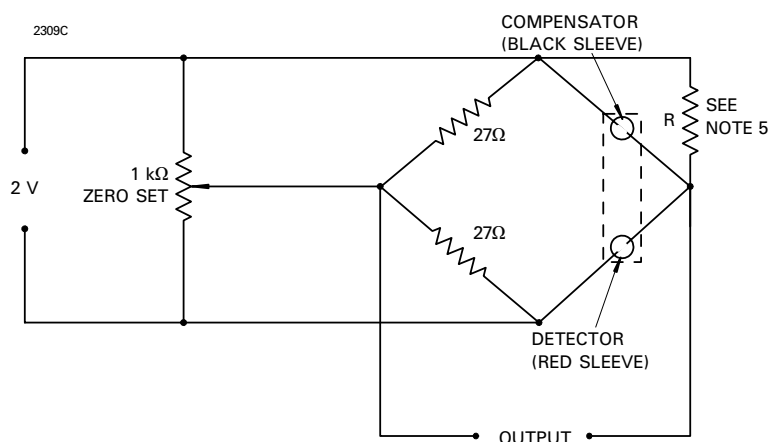 2309C
COMPENSATOR
(BLACK SLEEVE)
27Ω
R
SEE
NOTE 5
1 kΩ
ZERO SET
2 V
27Ω
DETECTOR
(RED SLEEVE)
OUTPUT